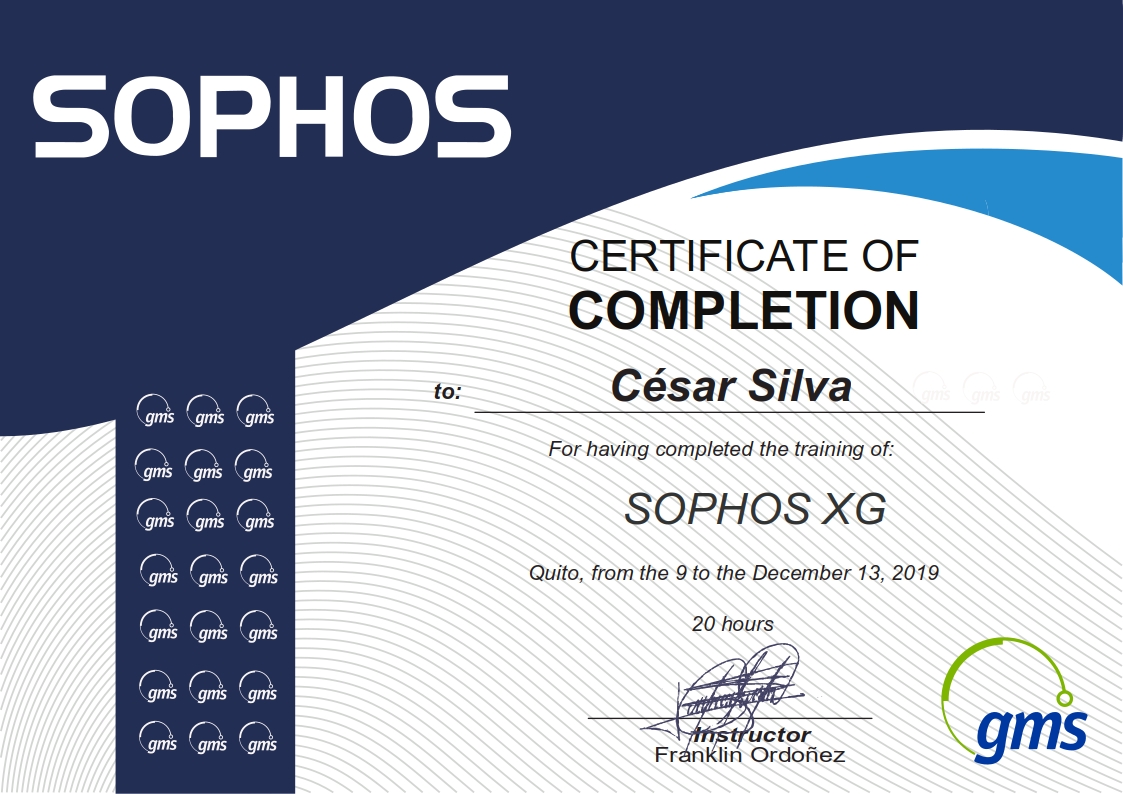 SOPHOS
CERTIFICATE OF
COMPLETION
to: César Silva
For having completed the training of:
SOPHOS XG
Quito, from the 9 to the December 13, 2019
20 hours
Instructor
Franklin Ordoñez
gms
gms gms gms
gms gms gms
gms gms gms
gms gms gms
gms gms gms
gms gms gms
gms gms gms
gms gms gms